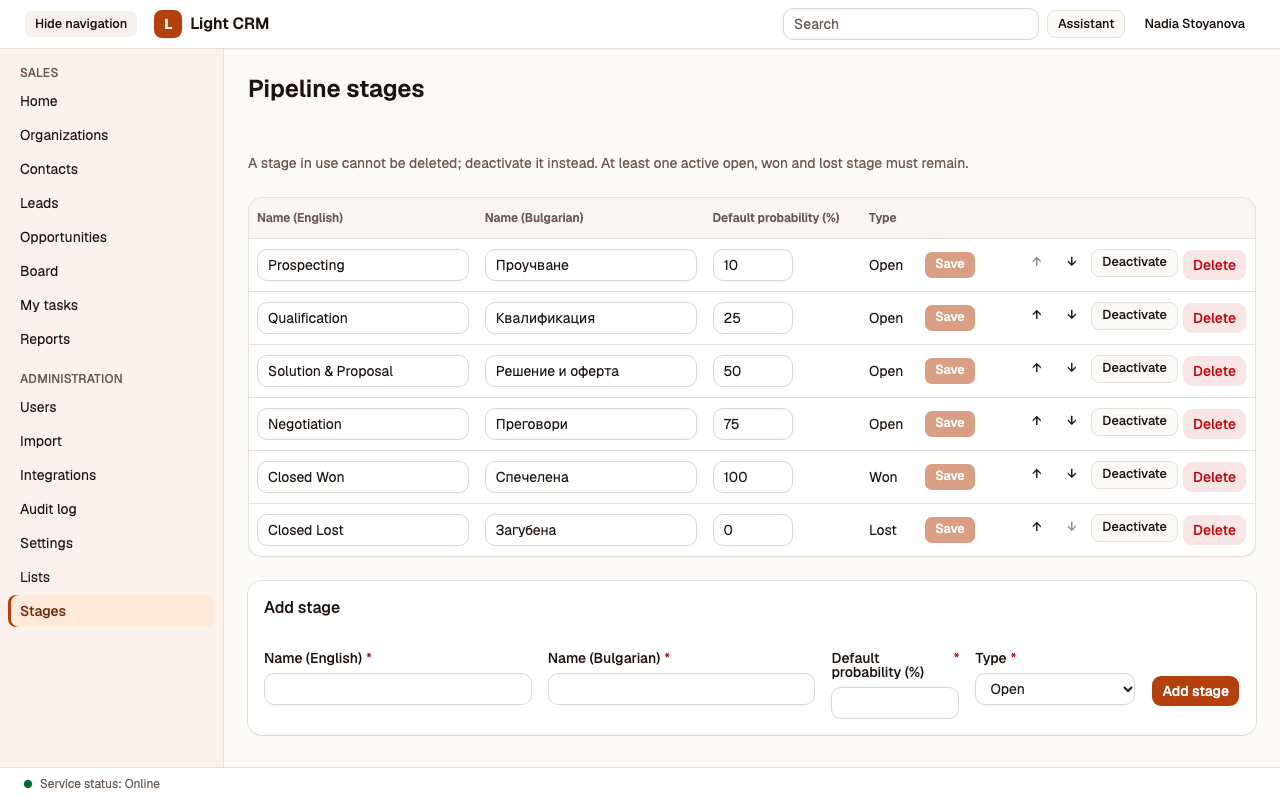 Hide navigation
L
Light CRM
Search
Assistant
Nadia Stoyanova
SALES
Home
Organizations
Contacts
Leads
Opportunities
Board
My tasks
Reports
ADMINISTRATION
Users
Import
Integrations
Audit log
Settings
Lists
Stages
Pipeline stages
A stage in use cannot be deleted; deactivate it instead. At least one active open, won and lost stage must remain.
Name (English) Name (Bulgarian) Default probability (%) Type
Prospecting Проучване 10 Open Save ↑ ↓ Deactivate Delete
Qualification Квалификация 25 Open Save ↑ ↓ Deactivate Delete
Solution & Proposal Решение и оферта 50 Open Save ↑ ↓ Deactivate Delete
Negotiation Преговори 75 Open Save ↑ ↓ Deactivate Delete
Closed Won Спечелена 100 Won Save ↑ ↓ Deactivate Delete
Closed Lost Загубена 0 Lost Save ↑ ↓ Deactivate Delete
Add stage
Name (English) *
Name (Bulgarian) *
Default probability (%) *
Type *
Open
Add stage
Service status: Online